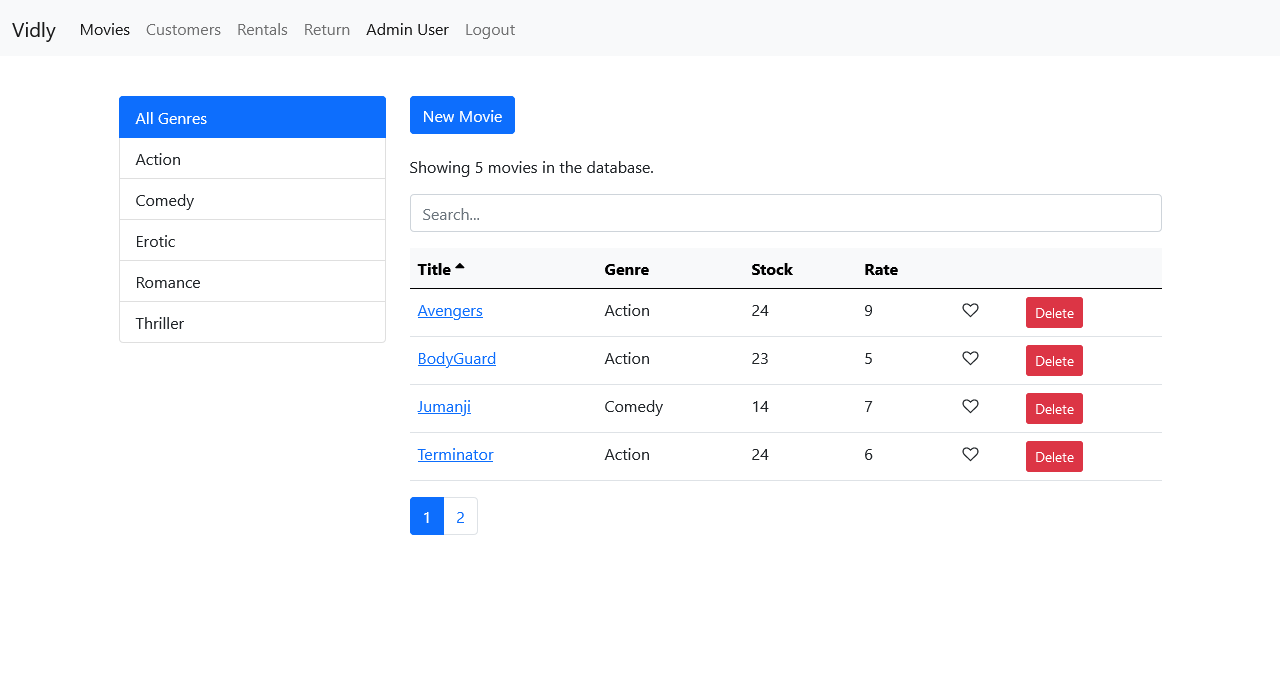 Vidly Movies Customers Rentals Return Admin User Logout
All Genres
Action
Comedy
Erotic
Romance
Thriller
New Movie
Showing 5 movies in the database.
Search...
Title Genre Stock Rate
Avengers Action 24 9 Delete
BodyGuard Action 23 5 Delete
Jumanji Comedy 14 7 Delete
Terminator Action 24 6 Delete
1 2